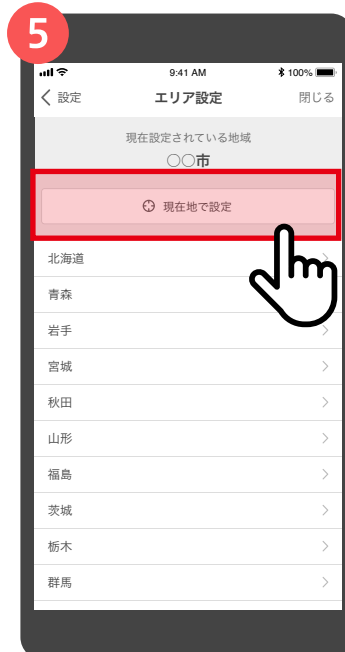 5
9:41 AM 100%
設定 エリア設定 閉じる
現在設定されている地域
〇〇市
現在地で設定
北海道
青森
岩手
宮城
秋田
山形
福島
茨城
栃木
群馬